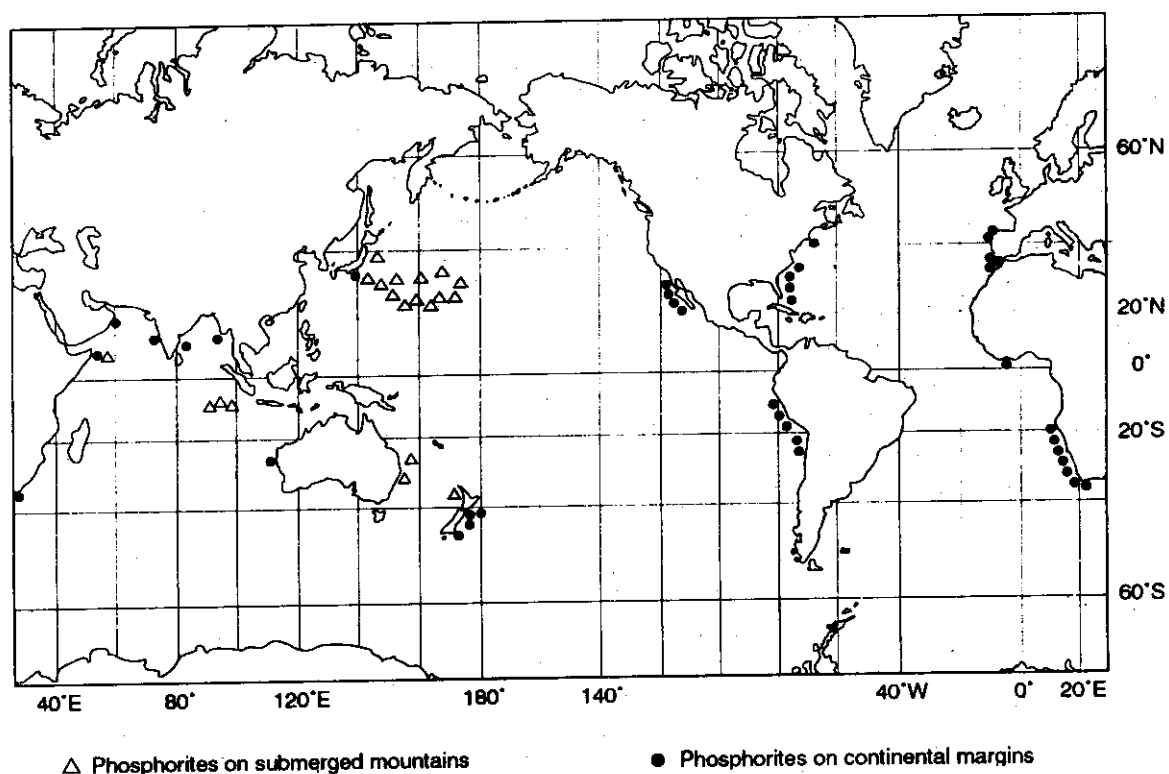 60°N
20°N
0°
20°S
60°S
40°E 80° 120°E 180° 140° 40°W 0° 20°E
△ Phosphorites on submerged mountains ● Phosphorites on continental margins